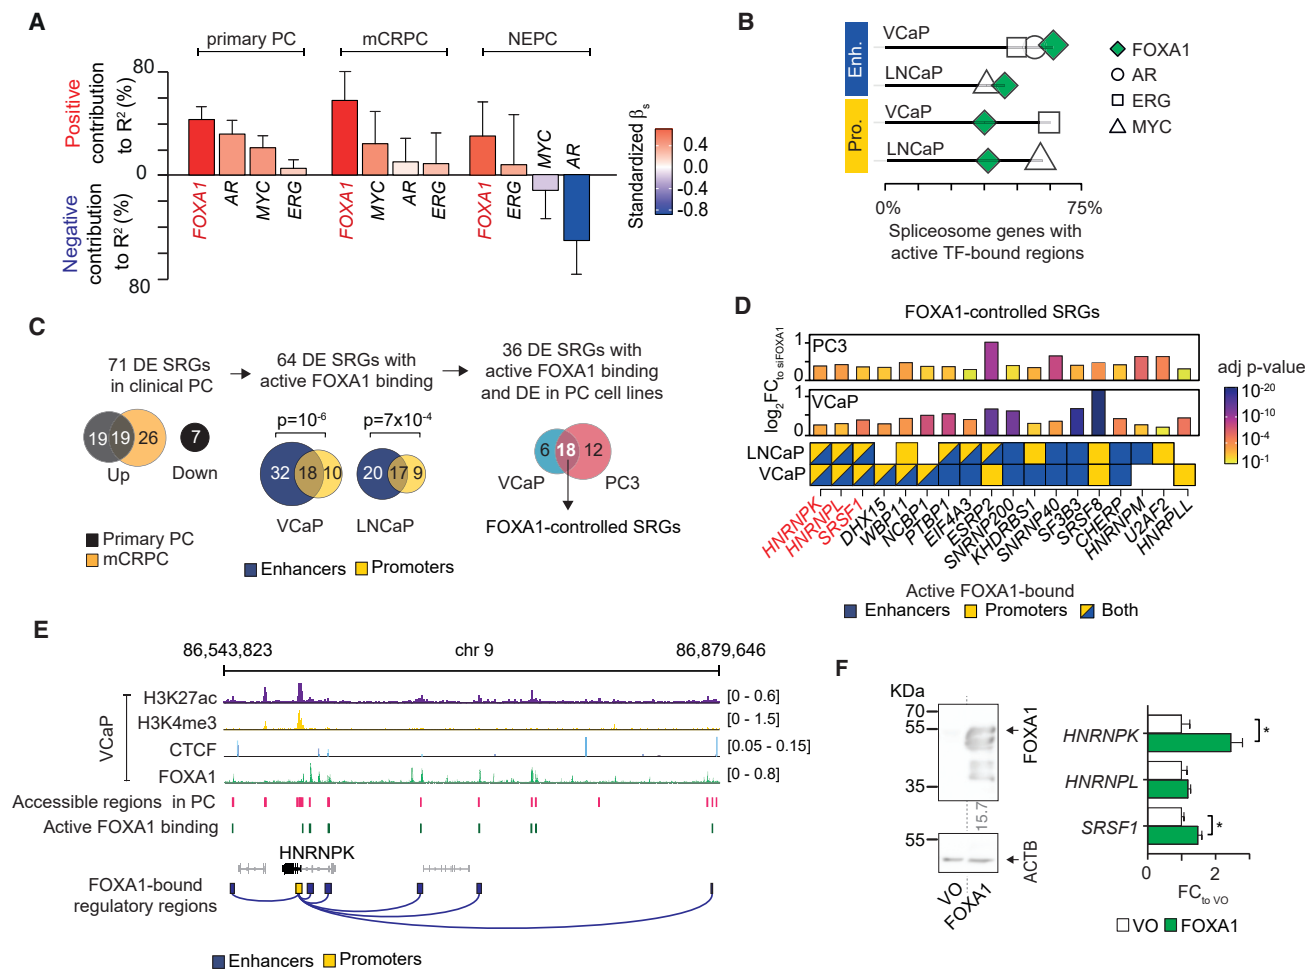 A
primary PC
mCRPC
NEPC
Positive
contribution
to R² (%)
Negative
contribution
to R² (%)
80
0
80
FOXA1
AR
MYC
ERG
FOXA1
MYC
AR
ERG
FOXA1
ERG
MYC
AR
Standardized βs
0.4
0.0
-0.4
-0.8
B
Enh.
Pro.
VCaP
LNCaP
VCaP
LNCaP
FOXA1
AR
ERG
MYC
0%
75%
Spliceosome genes with
active TF-bound regions
C
71 DE SRGs
in clinical PC
64 DE SRGs with
active FOXA1 binding
36 DE SRGs with
active FOXA1 binding
and DE in PC cell lines
19 19 26
Up
7
Down
p=10⁻⁶
32 18 10
VCaP
p=7x10⁻⁴
20 17 9
LNCaP
6 18 12
VCaP
PC3
FOXA1-controlled SRGs
Primary PC
mCRPC
Enhancers
Promoters
D
FOXA1-controlled SRGs
log₂FC to siFOXA1
1
0
PC3
1
0
VCaP
LNCaP
VCaP
HNRNPK
HNRNPL
SRSF1
DHX15
WBP11
NCBP1
PTBP1
EIF4A3
ESRP2
SNRNP200
KHDRBS1
SNRNP40
SF3B3
SRSF8
CHERP
HNRNPM
U2AF2
HNRPLL
adj p-value
10⁻²⁰
10⁻¹⁰
10⁻⁴
10⁻¹
Active FOXA1-bound
Enhancers
Promoters
Both
E
86,543,823
chr 9
86,879,646
VCaP
H3K27ac
[0 - 0.6]
H3K4me3
[0 - 1.5]
CTCF
[0.05 - 0.15]
FOXA1
[0 - 0.8]
Accessible regions in PC
Active FOXA1 binding
HNRNPK
FOXA1-bound
regulatory regions
Enhancers
Promoters
F
KDa
70
55
35
55
FOXA1
15.7
ACTB
VO
FOXA1
HNRNPK
*
HNRNPL
SRSF1
*
0
2
FC to VO
VO
FOXA1